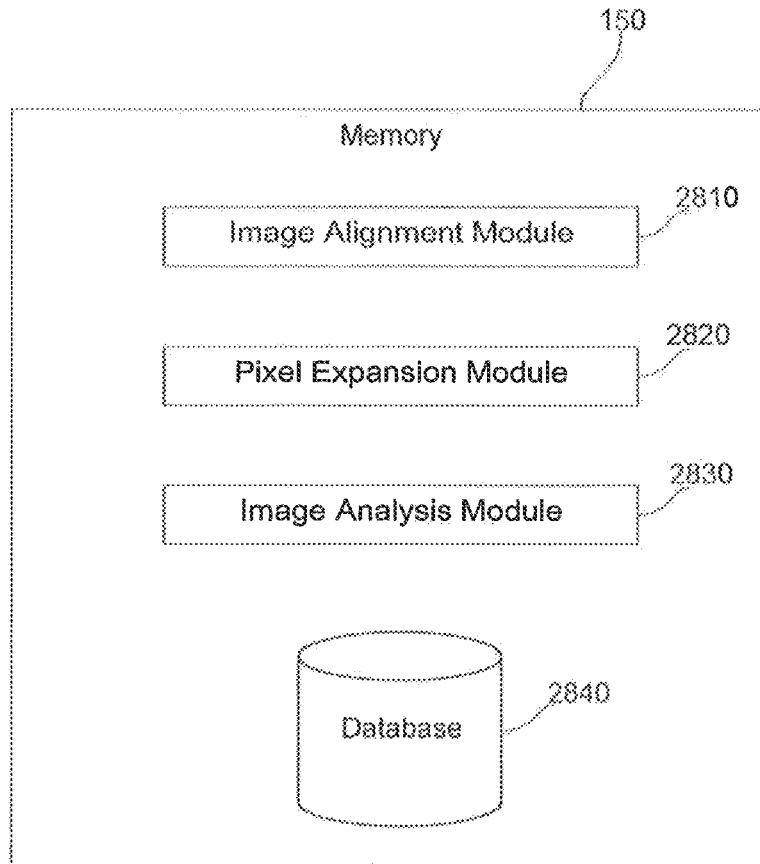 150
Memory
2810
Image Alignment Module
2820
Pixel Expansion Module
2830
Image Analysis Module
2840
Database